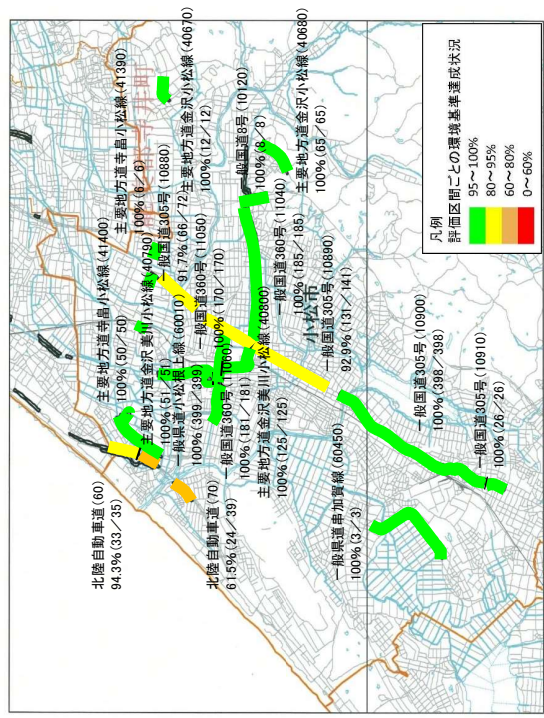 主要地方道寺畠小松線(41400)
100%(50/50)
主要地方道寺畠小松線(41390)
100%(6/6)
主要地方道金沢美川小松線(40790)
100%(51/51)
一般国道305号(10880)
91.7%(66/72)
主要地方道金沢小松線(40670)
100%(12/12)
一般県道小松根上線(60010)
100%(399/399)
一般国道360号(11050)
100%(170/170)
一般国道8号(10120)
100%(8/8)
主要地方道金沢小松線(40680)
100%(65/65)
一般国道360号(11060)
100%(181/181)
一般国道360号(11040)
100%(185/185)
主要地方道金沢美川小松線(40800)
100%(125/125)
小松市
一般国道305号(10890)
92.9%(131/141)
北陸自動車道(60)
94.3%(33/35)
北陸自動車道(70)
61.5%(24/39)
一般県道串加賀線(60450)
100%(3/3)
一般国道305号(10900)
100%(398/398)
一般国道305号(10910)
100%(26/26)
凡例
評価区間ごとの環境基準達成状況
95~100%
80~95%
60~80%
0~60%